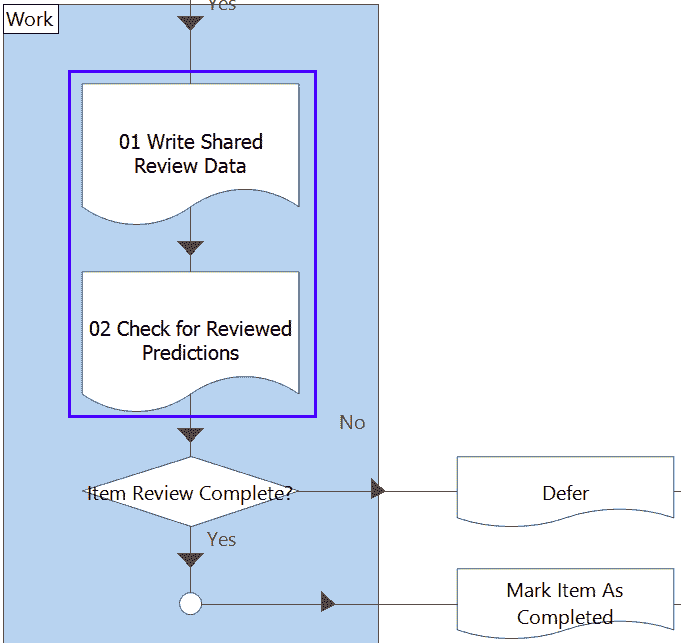 Yes
Work
01 Write Shared
Review Data
02 Check for Reviewed
Predictions
No
Item Review Complete?
Defer
Yes
Mark Item As
Completed